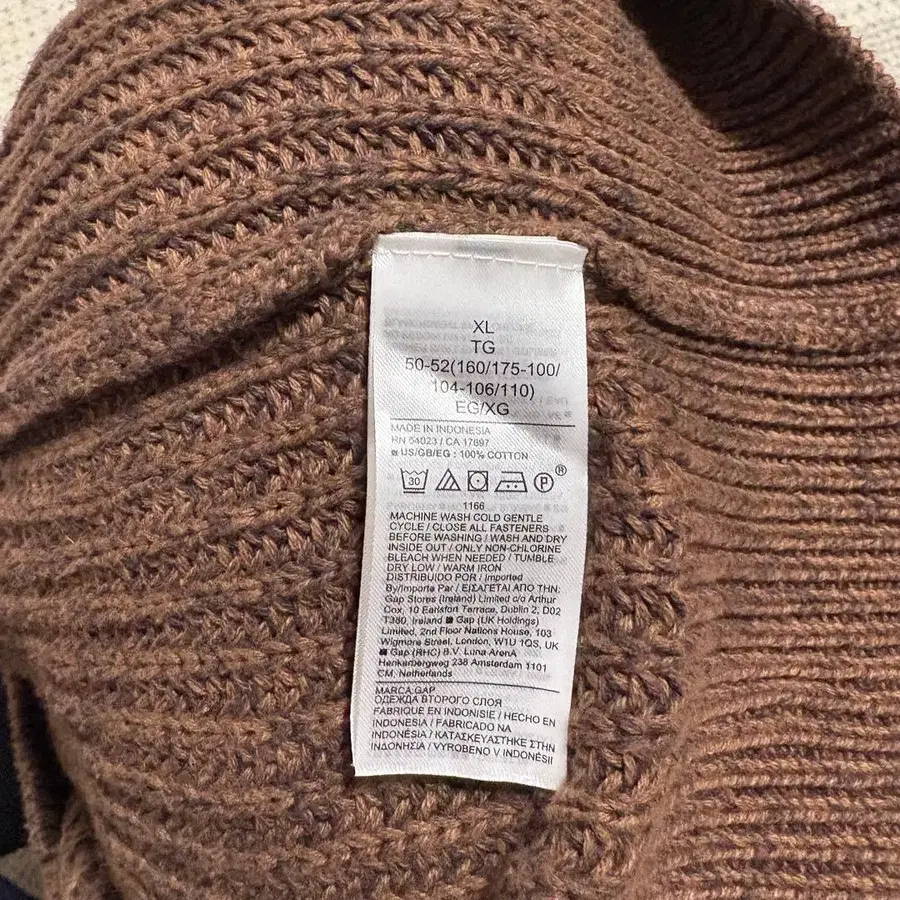 XL
TG
50-52(160/175-100/
104-106/110)
EG/XG
MADE IN INDONESIA
RN 54023 / CA 17897
US/GB/EG : 100% COTTON
30 P ®
1166
MACHINE WASH COLD GENTLE
CYCLE / CLOSE ALL FASTENERS
BEFORE WASHING / WASH AND DRY
INSIDE OUT / ONLY NON-CHLORINE
BLEACH WHEN NEEDED / TUMBLE
DRY LOW / WARM IRON
DISTRIBUIDO POR / Imported
By/Importe Par / ΕΙΣΑΓΕΤΑΙ ΑΠΟ ΤΗΝ:
Gap Stores (Ireland) Limited c/o Arthur
Cox, 10 Earlsfort Terrace, Dublin 2, D02
T380, Ireland Gap (UK Holdings)
Limited, 2nd Floor Nations House, 103
Wigmore Street, London, W1U 1QS, UK
Gap (RHC) B.V. Luna ArenA
Herikerbergweg 238 Amsterdam 1101
CM, Netherlands
MARCA GAP
ОДЕЖДА ВТОРОГО СЛОЯ
FABRIQUÉ EN INDONISIE / HECHO EN
INDONESIA / FABRICADO NA
INDONÉSIA / ΚΑΤΑΣΚΕΥΑΣΤΗΚΕ ΣΤΗΝ
ΙΝΔΟΝΗΣΙΑ / VYROBENO V INDONÉSII